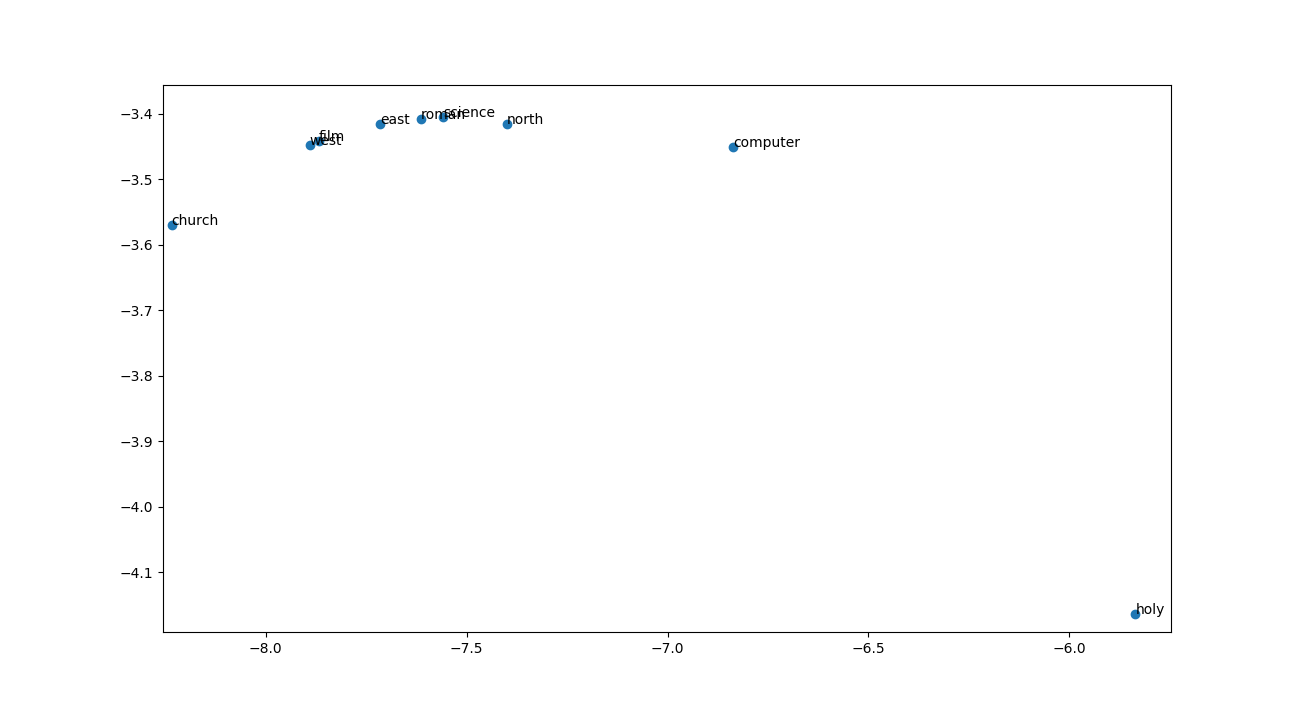 −3.4
−3.5
−3.6
−3.7
−3.8
−3.9
−4.0
−4.1
science
roman
east
north
film
west
computer
church
holy
−8.0
−7.5
−7.0
−6.5
−6.0